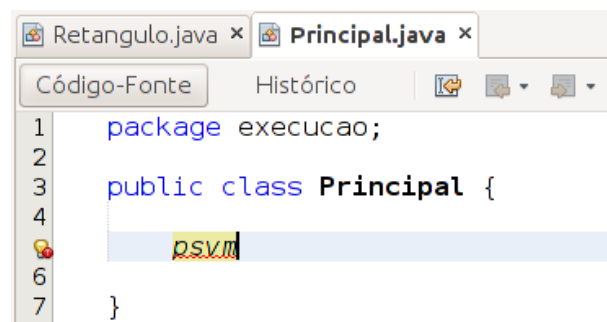 Retangulo.java × Principal.java ×
Código-Fonte Histórico
1 package execucao;
2
3 public class Principal {
4
psvm
6
7 }